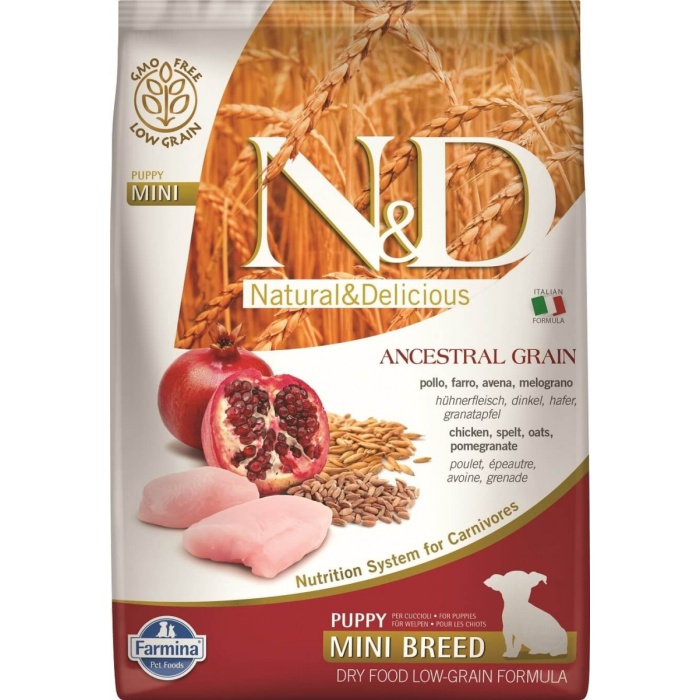 GMO FREE
LOW GRAIN
PUPPY
MINI
N&D
Natural&Delicious
ITALIAN
FORMULA
ANCESTRAL GRAIN
pollo, farro, avena, melograno
hühnerfleisch, dinkel, hafer,
granatapfel
chicken, spelt, oats,
pomegranate
poulet, épeautre,
avoine, grenade
Nutrition System for Carnivores
PUPPY
PER CUCCIOLI • FOR PUPPIES
FÜR WELPEN • POUR LES CHIOTS
MINI BREED
DRY FOOD LOW-GRAIN FORMULA
Farmina
Pet Foods